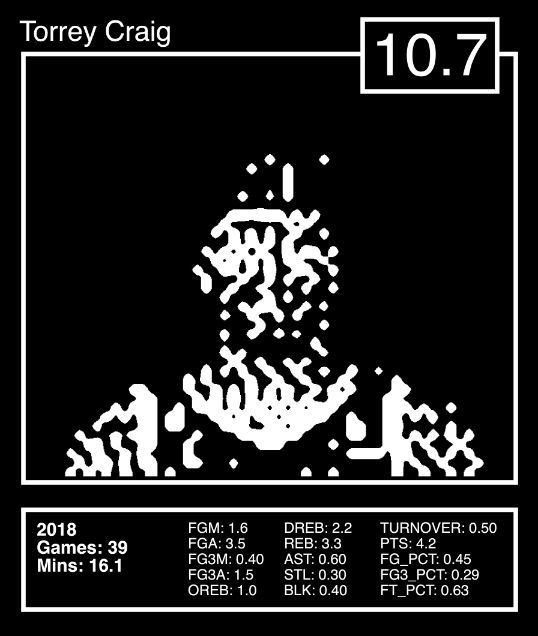 Torrey Craig
10.7
2018
Games: 39
Mins: 16.1
FGM: 1.6
FGA: 3.5
FG3M: 0.40
FG3A: 1.5
OREB: 1.0
DREB: 2.2
REB: 3.3
AST: 0.60
STL: 0.30
BLK: 0.40
TURNOVER: 0.50
PTS: 4.2
FG_PCT: 0.45
FG3_PCT: 0.29
FT_PCT: 0.63